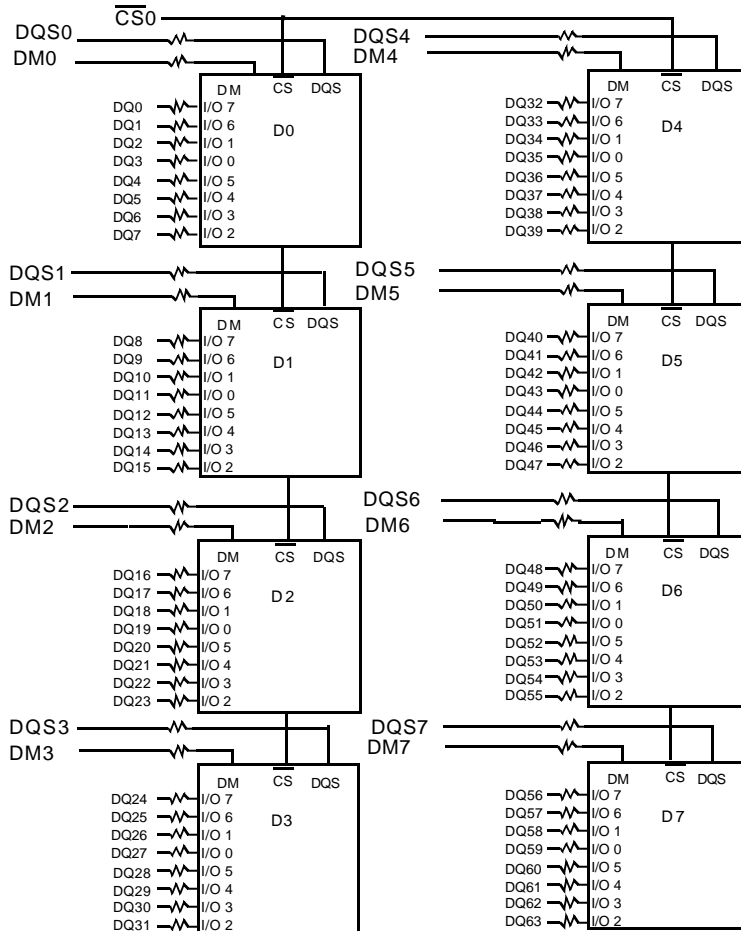 CS0
DQS0
DM0
DM CS DQS
D0
DQ0 I/O 7
DQ1 I/O 6
DQ2 I/O 1
DQ3 I/O 0
DQ4 I/O 5
DQ5 I/O 4
DQ6 I/O 3
DQ7 I/O 2
DQS1
DM1
DM CS DQS
D1
DQ8 I/O 7
DQ9 I/O 6
DQ10 I/O 1
DQ11 I/O 0
DQ12 I/O 5
DQ13 I/O 4
DQ14 I/O 3
DQ15 I/O 2
DQS2
DM2
DM CS DQS
D2
DQ16 I/O 7
DQ17 I/O 6
DQ18 I/O 1
DQ19 I/O 0
DQ20 I/O 5
DQ21 I/O 4
DQ22 I/O 3
DQ23 I/O 2
DQS3
DM3
DM CS DQS
D3
DQ24 I/O 7
DQ25 I/O 6
DQ26 I/O 1
DQ27 I/O 0
DQ28 I/O 5
DQ29 I/O 4
DQ30 I/O 3
DQ31 I/O 2
DQS4
DM4
DM CS DQS
D4
DQ32 I/O 7
DQ33 I/O 6
DQ34 I/O 1
DQ35 I/O 0
DQ36 I/O 5
DQ37 I/O 4
DQ38 I/O 3
DQ39 I/O 2
DQS5
DM5
DM CS DQS
D5
DQ40 I/O 7
DQ41 I/O 6
DQ42 I/O 1
DQ43 I/O 0
DQ44 I/O 5
DQ45 I/O 4
DQ46 I/O 3
DQ47 I/O 2
DQS6
DM6
DM CS DQS
D6
DQ48 I/O 7
DQ49 I/O 6
DQ50 I/O 1
DQ51 I/O 0
DQ52 I/O 5
DQ53 I/O 4
DQ54 I/O 3
DQ55 I/O 2
DQS7
DM7
DM CS DQS
D7
DQ56 I/O 7
DQ57 I/O 6
DQ58 I/O 1
DQ59 I/O 0
DQ60 I/O 5
DQ61 I/O 4
DQ62 I/O 3
DQ63 I/O 2